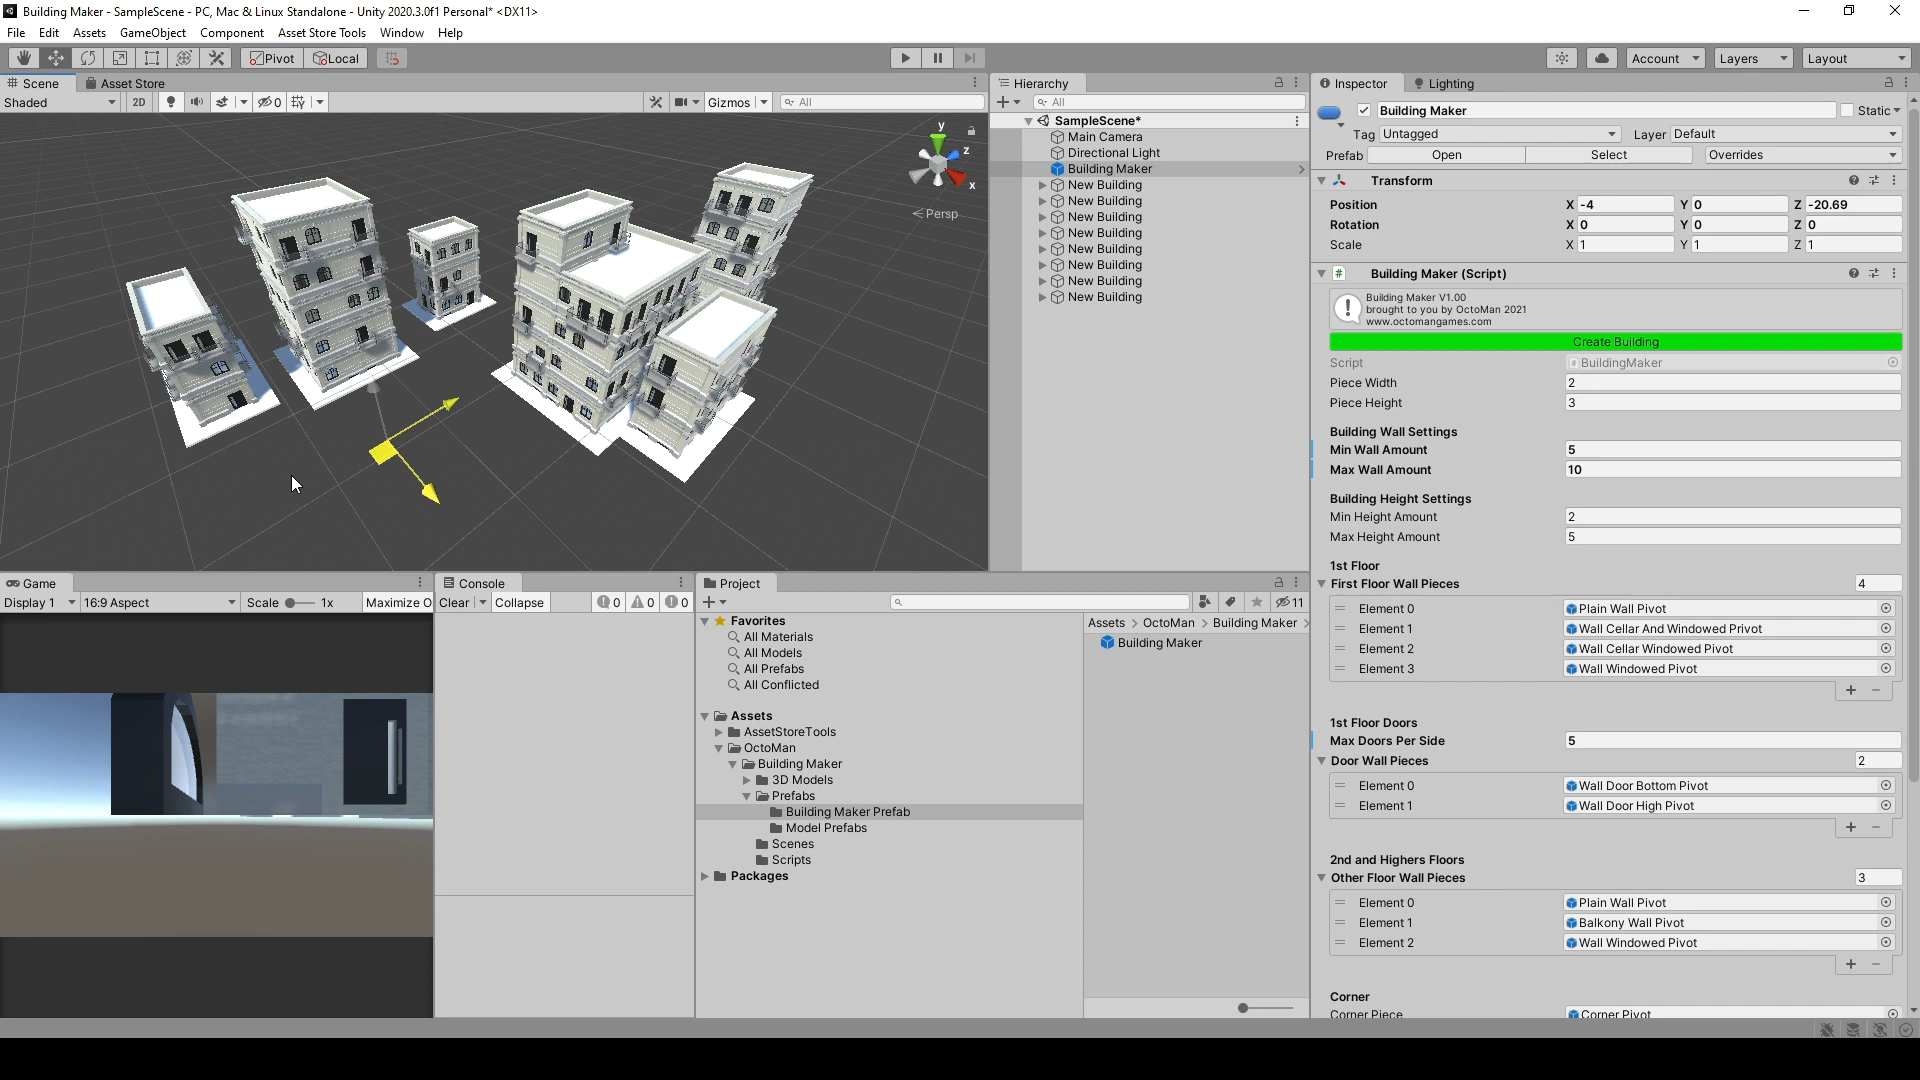 Building Maker - SampleScene - PC, Mac & Linux Standalone - Unity 2020.3.0f1 Personal* <DX11>
File Edit Assets GameObject Component Asset Store Tools Window Help
Pivot Local Account Layers Layout
Scene Asset Store
Shaded 2D 0 Gizmos All
y
z
x
Persp
Hierarchy
All
SampleScene*
Main Camera
Directional Light
Building Maker
New Building
New Building
New Building
New Building
New Building
New Building
New Building
New Building
Inspector Lighting
Building Maker Static
Tag Untagged Layer Default
Prefab Open Select Overrides
Transform
Position X -4 Y 0 Z -20.69
Rotation X 0 Y 0 Z 0
Scale X 1 Y 1 Z 1
# Building Maker (Script)
Building Maker V1.00
brought to you by OctoMan 2021
www.octomangames.com
Create Building
Script BuildingMaker
Piece Width 2
Piece Height 3
Building Wall Settings
Min Wall Amount 5
Max Wall Amount 10
Building Height Settings
Min Height Amount 2
Max Height Amount 5
1st Floor
First Floor Wall Pieces 4
Element 0 Plain Wall Pivot
Element 1 Wall Cellar And Windowed Privot
Element 2 Wall Cellar Windowed Pivot
Element 3 Wall Windowed Pivot
+ −
1st Floor Doors
Max Doors Per Side 5
Door Wall Pieces 2
Element 0 Wall Door Bottom Pivot
Element 1 Wall Door High Pivot
+ −
2nd and Highers Floors
Other Floor Wall Pieces 3
Element 0 Plain Wall Pivot
Element 1 Balkony Wall Pivot
Element 2 Wall Windowed Pivot
+ −
Corner
Corner Piece Corner Pivot
Game
Display 1 16:9 Aspect Scale 1x Maximize O
Console
Clear Collapse 0 0 0
Project
11
Favorites
All Materials
All Models
All Prefabs
All Conflicted
Assets
AssetStoreTools
OctoMan
Building Maker
3D Models
Prefabs
Building Maker Prefab
Model Prefabs
Scenes
Scripts
Packages
Assets > OctoMan > Building Maker >
Building Maker